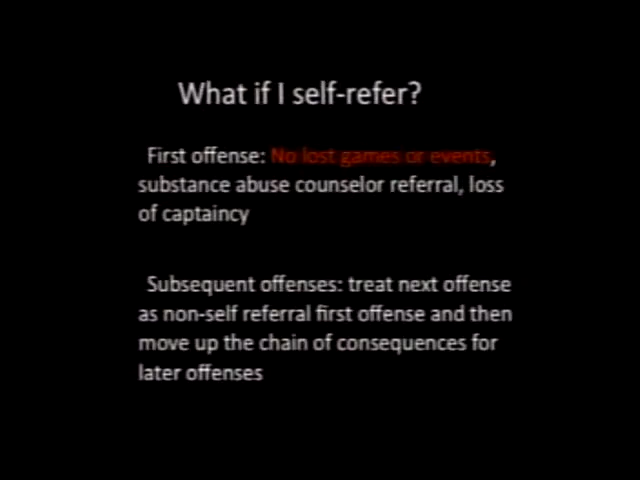 What if I self-refer?
First offense: No lost games or events,
substance abuse counselor referral, loss
of captaincy
Subsequent offenses: treat next offense
as non-self referral first offense and then
move up the chain of consequences for
later offenses